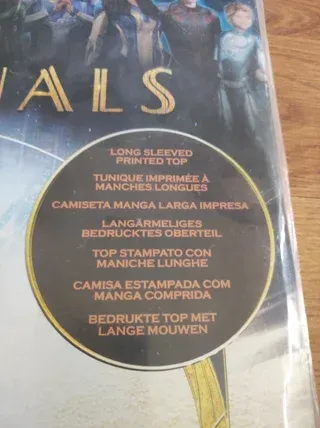 NALS
LONG SLEEVED
PRINTED TOP
TUNIQUE IMPRIMÉE À
MANCHES LONGUES
CAMISETA MANGA LARGA IMPRESA
LANGÄRMELIGES
BEDRUCKTES OBERTEIL
TOP STAMPATO CON
MANICHE LUNGHE
CAMISA ESTAMPADA COM
MANGA COMPRIDA
BEDRUKTE TOP MET
LANGE MOUWEN